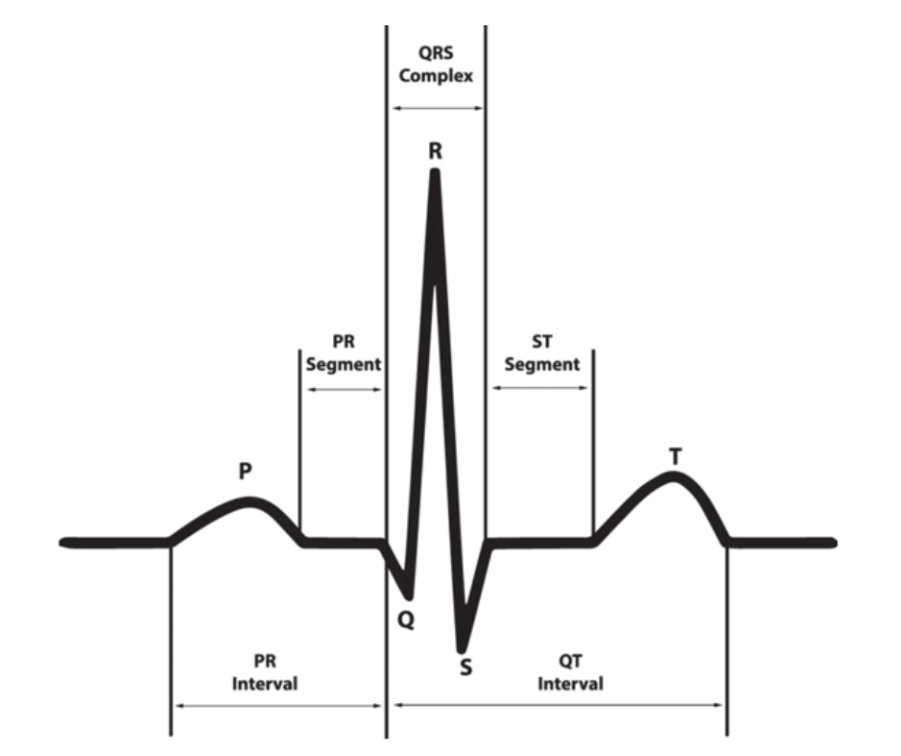 QRS
Complex
R
PR
Segment
ST
Segment
P
T
Q
S
PR
Interval
QT
Interval